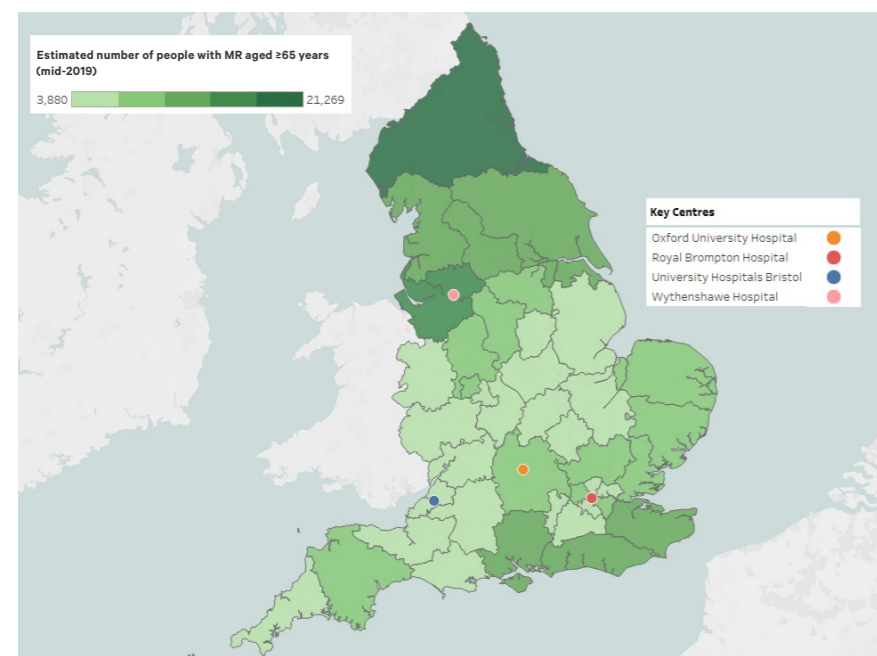 Estimated number of people with MR aged ≥65 years
(mid-2019)
3,880 21,269
Key Centres
Oxford University Hospital
Royal Brompton Hospital
University Hospitals Bristol
Wythenshawe Hospital